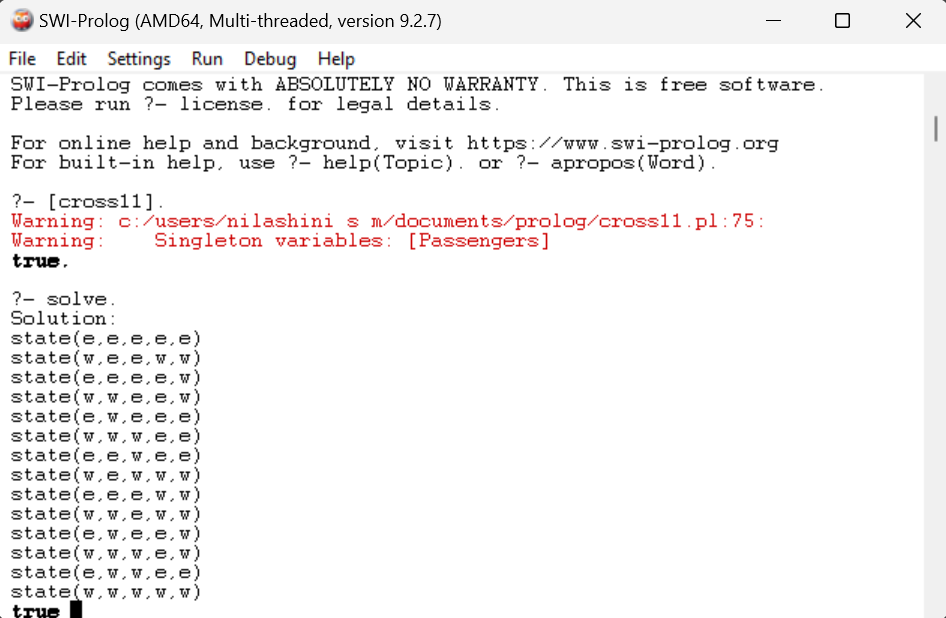 SWI-Prolog (AMD64, Multi-threaded, version 9.2.7)
File Edit Settings Run Debug Help
SWI-Prolog comes with ABSOLUTELY NO WARRANTY. This is free software.
Please run ?- license. for legal details.
For online help and background, visit https://www.swi-prolog.org
For built-in help, use ?- help(Topic). or ?- apropos(Word).
?- [cross11].
Warning: c:/users/nilashini s m/documents/prolog/cross11.pl:75:
Warning:    Singleton variables: [Passengers]
true.
?- solve.
Solution:
state(e,e,e,e,e)
state(w,e,e,w,w)
state(e,e,e,e,w)
state(w,w,e,e,w)
state(e,w,e,e,e)
state(w,w,w,e,e)
state(e,e,w,e,e)
state(w,e,w,w,w)
state(e,e,e,w,w)
state(w,w,e,w,w)
state(e,w,e,e,w)
state(w,w,w,e,w)
state(e,w,w,e,e)
state(w,w,w,w,w)
true